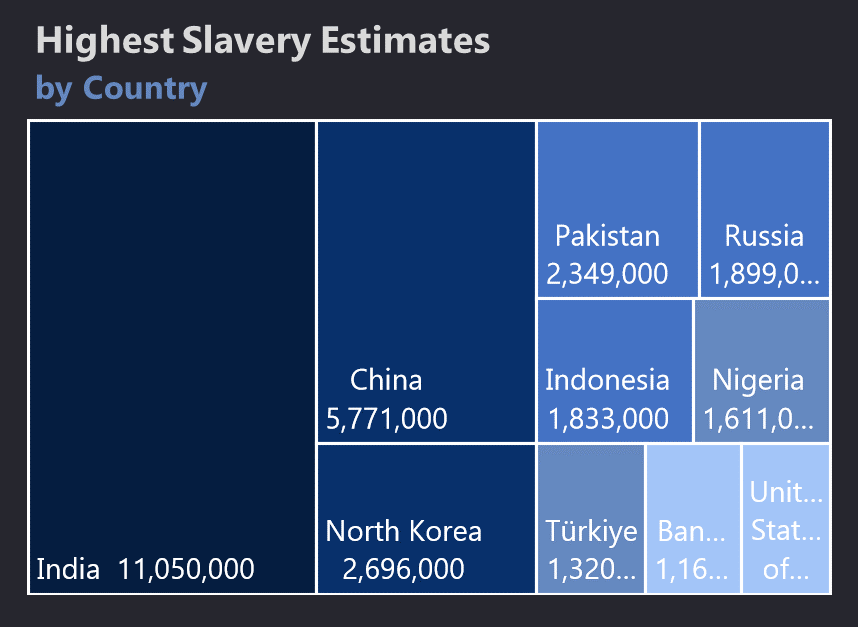 Highest Slavery Estimates
by Country
India 11,050,000
China
5,771,000
North Korea
2,696,000
Pakistan
2,349,000
Russia
1,899,0...
Indonesia
1,833,000
Nigeria
1,611,0...
Türkiye
1,320...
Ban...
1,16...
Unit...
Stat...
of...